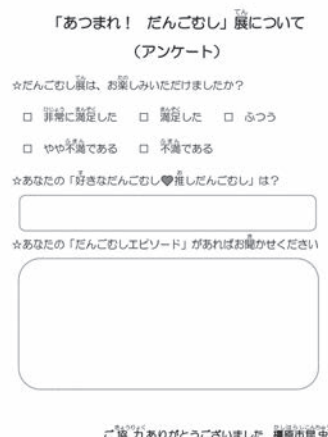 「あつまれ！ だんごむし」展について
（アンケート）
☆だんごむし展は、お楽しみいただけましたか？
□ 非常に満足した □ 満足した □ ふつう
□ やや不満である □ 不満である
☆あなたの「好きなだんごむし♥推しだんごむし」は？
☆あなたの「だんごむしエピソード」があればお聞かせください
ご協力ありがとうございました 橿原市昆虫